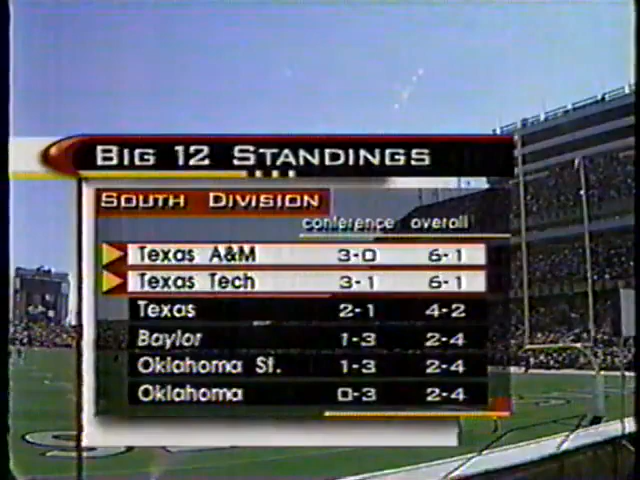 BIG 12 STANDINGS
SOUTH DIVISION
conference overall
Texas A&M 3-0 6-1
Texas Tech 3-1 6-1
Texas 2-1 4-2
Baylor 1-3 2-4
Oklahoma St. 1-3 2-4
Oklahoma 0-3 2-4